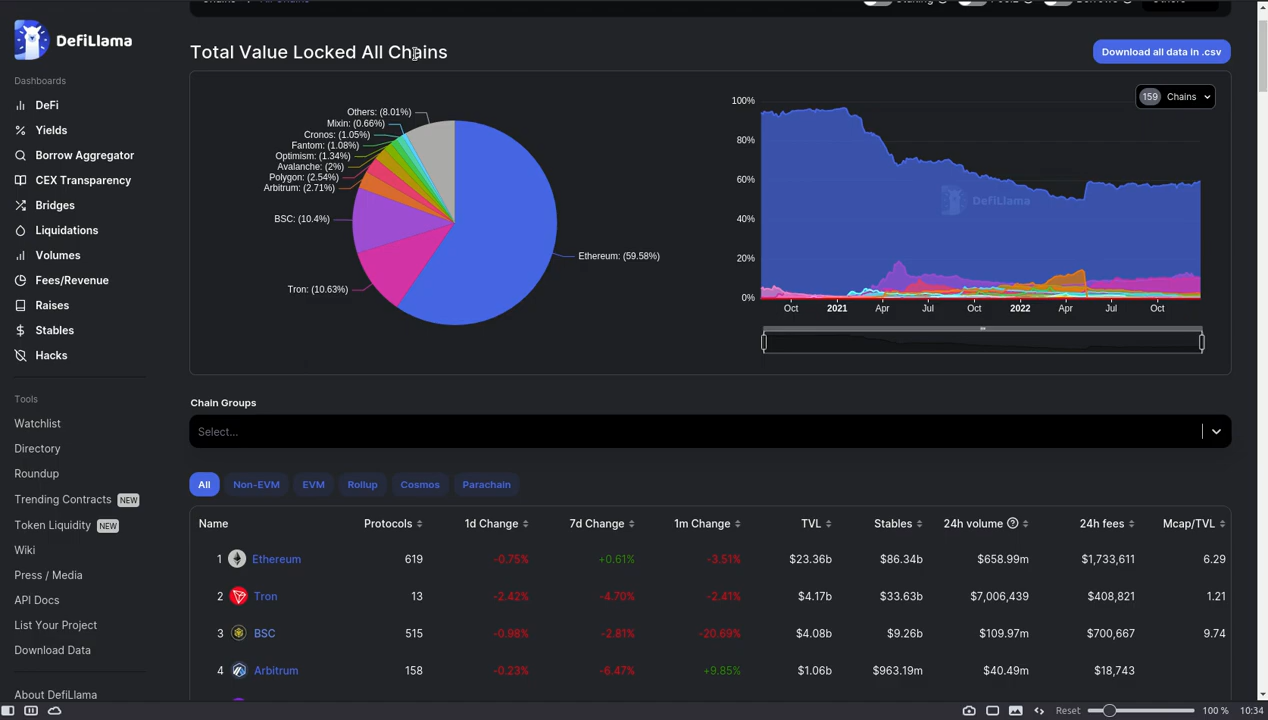 DefiLlama
Dashboards
DeFi
Yields
Borrow Aggregator
CEX Transparency
Bridges
Liquidations
Volumes
Fees/Revenue
Raises
Stables
Hacks
Tools
Watchlist
Directory
Roundup
Trending Contracts NEW
Token Liquidity NEW
Wiki
Press / Media
API Docs
List Your Project
Download Data
About DefiLlama
Total Value Locked All Chains
Download all data in .csv
Others: (8.01%)
Mixin: (0.66%)
Cronos: (1.05%)
Fantom: (1.08%)
Optimism: (1.34%)
Avalanche: (2%)
Polygon: (2.54%)
Arbitrum: (2.71%)
BSC: (10.4%)
Ethereum: (59.58%)
Tron: (10.63%)
159 Chains
100%
80%
60%
40%
20%
0%
DefiLlama
Oct 2021 Apr Jul Oct 2022 Apr Jul Oct
Chain Groups
Select...
All Non-EVM EVM Rollup Cosmos Parachain
Name Protocols 1d Change 7d Change 1m Change TVL Stables 24h volume 24h fees Mcap/TVL
1 Ethereum 619 -0.75% +0.61% -3.51% $23.36b $86.34b $658.99m $1,733,611 6.29
2 Tron 13 -2.42% -4.70% -2.41% $4.17b $33.63b $7,006,439 $408,821 1.21
3 BSC 515 -0.98% -2.81% -20.69% $4.08b $9.26b $109.97m $700,667 9.74
4 Arbitrum 158 -0.23% -6.47% +9.85% $1.06b $963.19m $40.49m $18,743
Reset 100 % 10:34